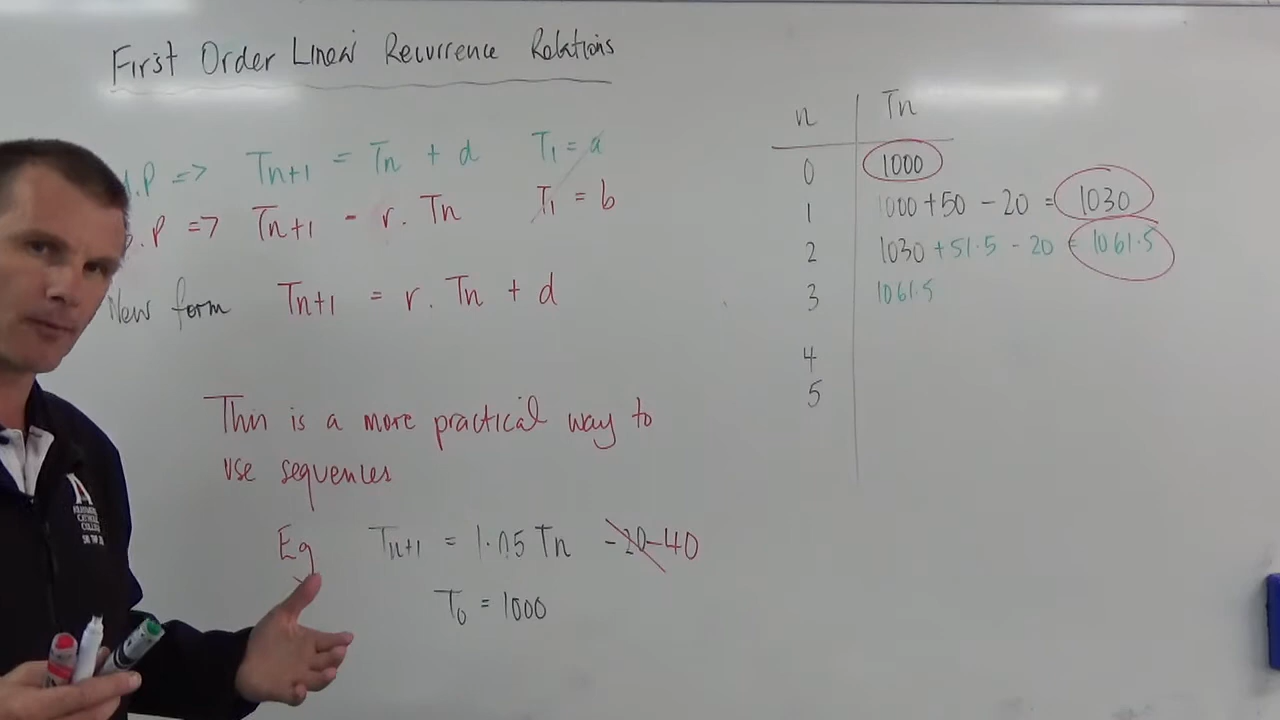 First Order Linear Recurrence Relations
.P => Tn+1 = Tn + d T1 = a
.P => Tn+1 - r. Tn T1 = b
New form Tn+1 = r. Tn + d
This is a more practical way to
use sequences
Eg Tn+1 = 1.05 Tn -20 -40
T0 = 1000
n Tn
0 1000
1 1000 +50 - 20 = 1030
2 1030 +51.5 - 20 = 1061.5
3 1061.5
4
5
CATHOLIC
COLLEGE